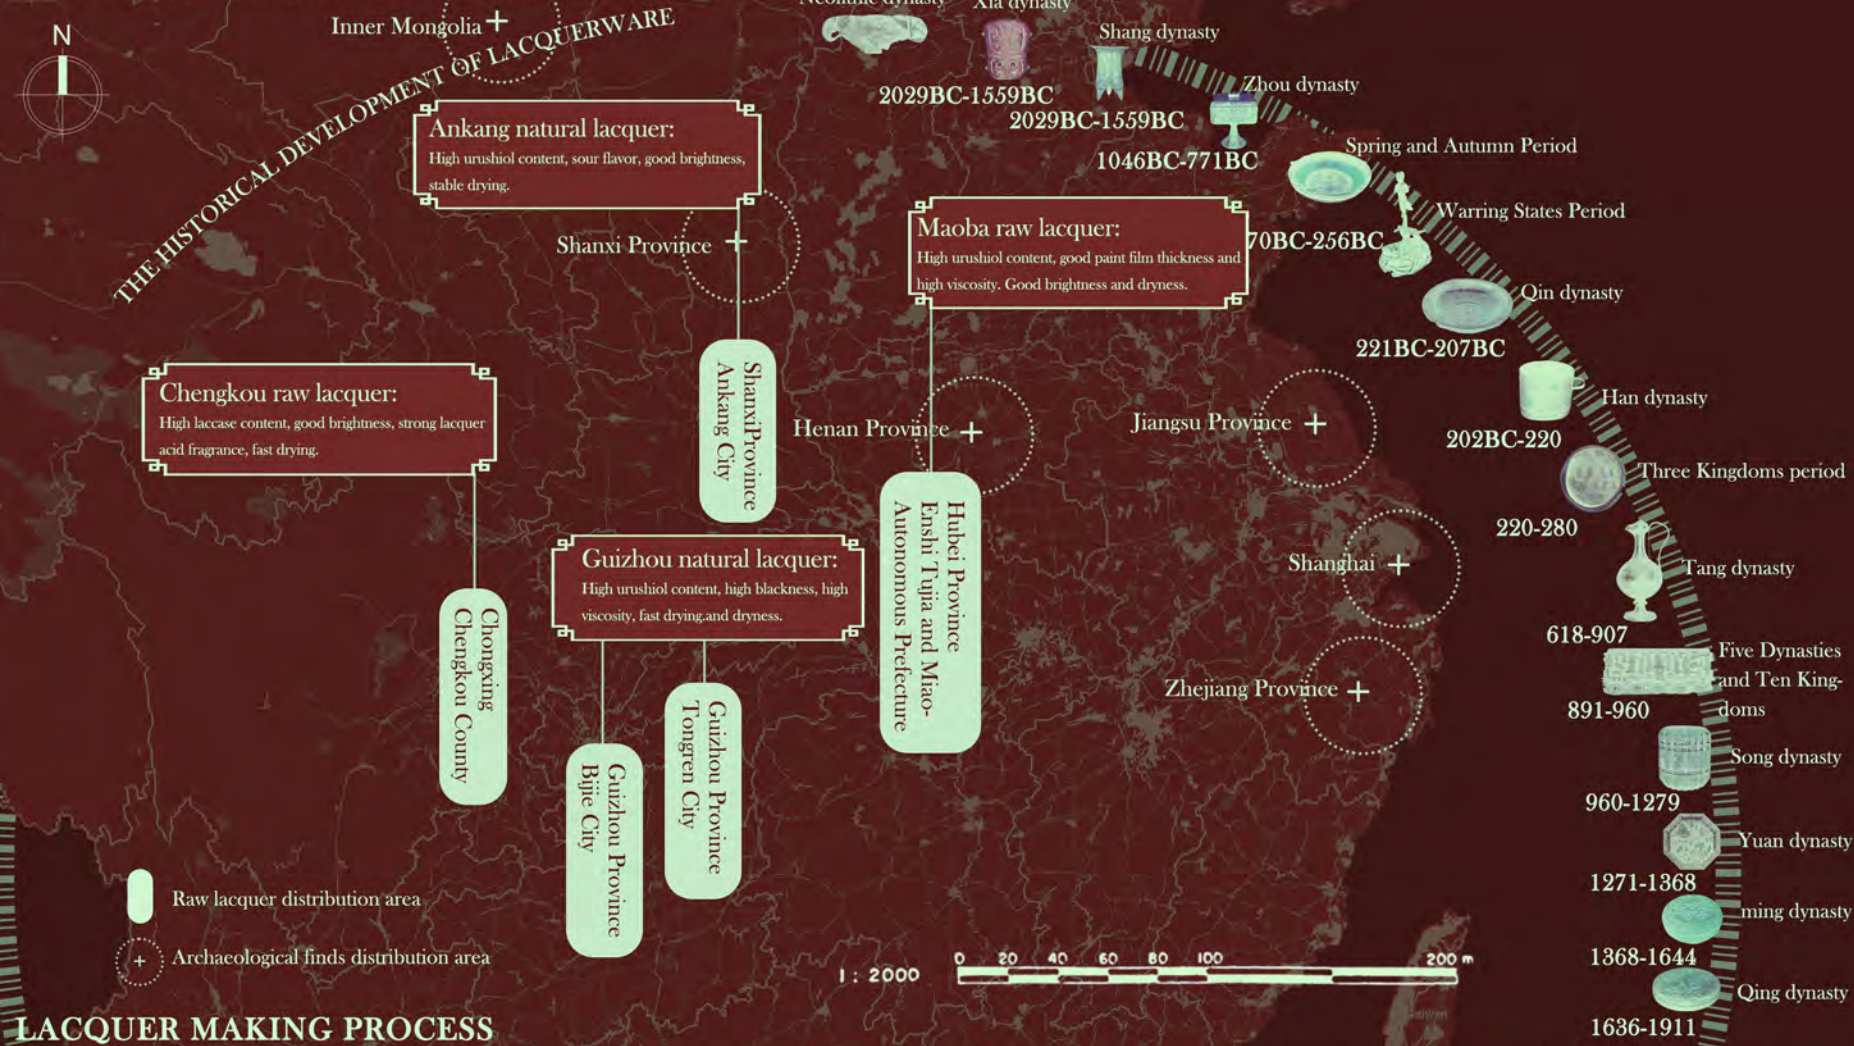 N
Inner Mongolia
THE HISTORICAL DEVELOPMENT OF LACQUERWARE
Neolithic dynasty
Xia dynasty
2029BC-1559BC
Shang dynasty
2029BC-1559BC
Zhou dynasty
1046BC-771BC
Spring and Autumn Period
Warring States Period
70BC-256BC
Qin dynasty
221BC-207BC
Han dynasty
202BC-220
Three Kingdoms period
220-280
Tang dynasty
618-907
Five Dynasties
and Ten King-
doms
891-960
Song dynasty
960-1279
Yuan dynasty
1271-1368
ming dynasty
1368-1644
Qing dynasty
1636-1911
Ankang natural lacquer:
High urushiol content, sour flavor, good brightness,
stable drying.
Shanxi Province
ShanxiProvince
Ankang City
Maoba raw lacquer:
High urushiol content, good paint film thickness and
high viscosity. Good brightness and dryness.
Henan Province
Hubei Province
Enshi Tujia and Miao-
Autonomous Prefecture
Jiangsu Province
Shanghai
Zhejiang Province
Chengkou raw lacquer:
High laccase content, good brightness, strong lacquer
acid fragrance, fast drying.
Chongxing
Chengkou County
Guizhou natural lacquer:
High urushiol content, high blackness, high
viscosity, fast drying.and dryness.
Guizhou Province
Bijie City
Guizhou Province
Tongren City
Raw lacquer distribution area
Archaeological finds distribution area
1 : 2000
0 20 40 60 80 100 200 m
LACQUER MAKING PROCESS